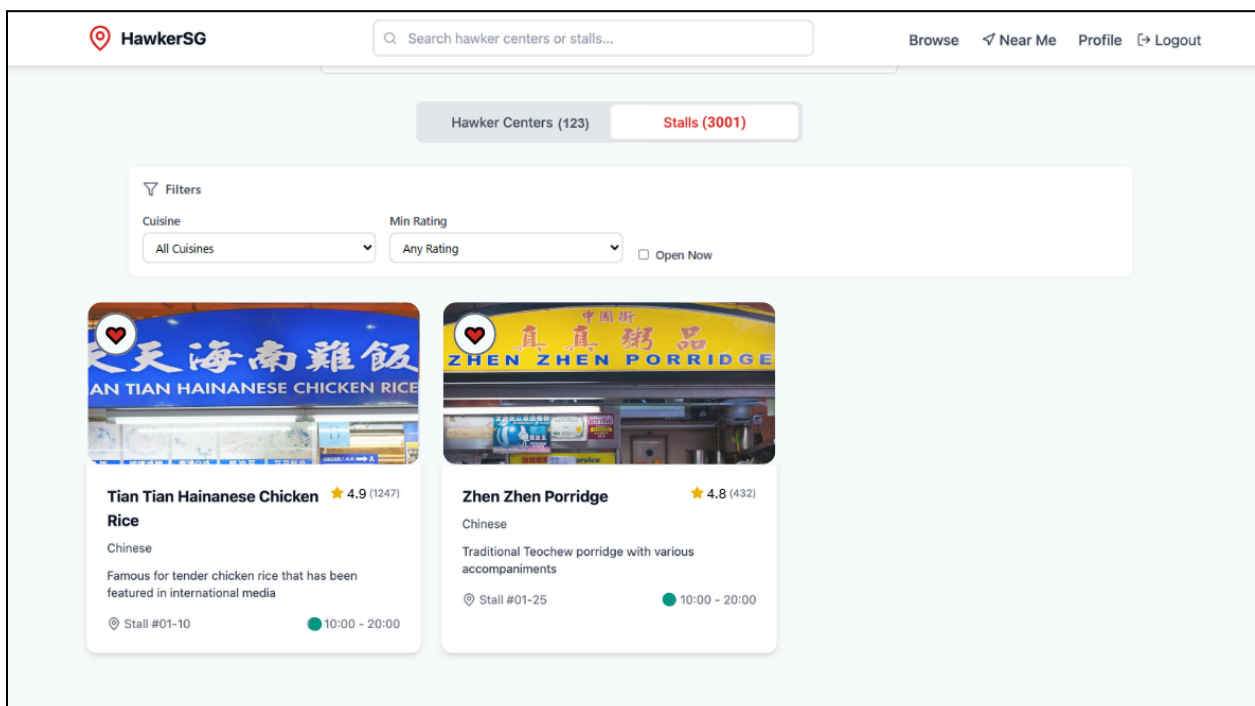 HawkerSG
Search hawker centers or stalls...
Browse
Near Me
Profile
Logout
Hawker Centers (123)
Stalls (3001)
Filters
Cuisine
Min Rating
All Cuisines
Any Rating
Open Now
天海南雞飯
AN TIAN HAINANESE CHICKEN RICE
中國街
真真粥品
ZHEN ZHEN PORRIDGE
Tian Tian Hainanese Chicken
Rice
4.9 (1247)
Chinese
Famous for tender chicken rice that has been
featured in international media
Stall #01-10
10:00 - 20:00
Zhen Zhen Porridge
4.8 (432)
Chinese
Traditional Teochew porridge with various
accompaniments
Stall #01-25
10:00 - 20:00